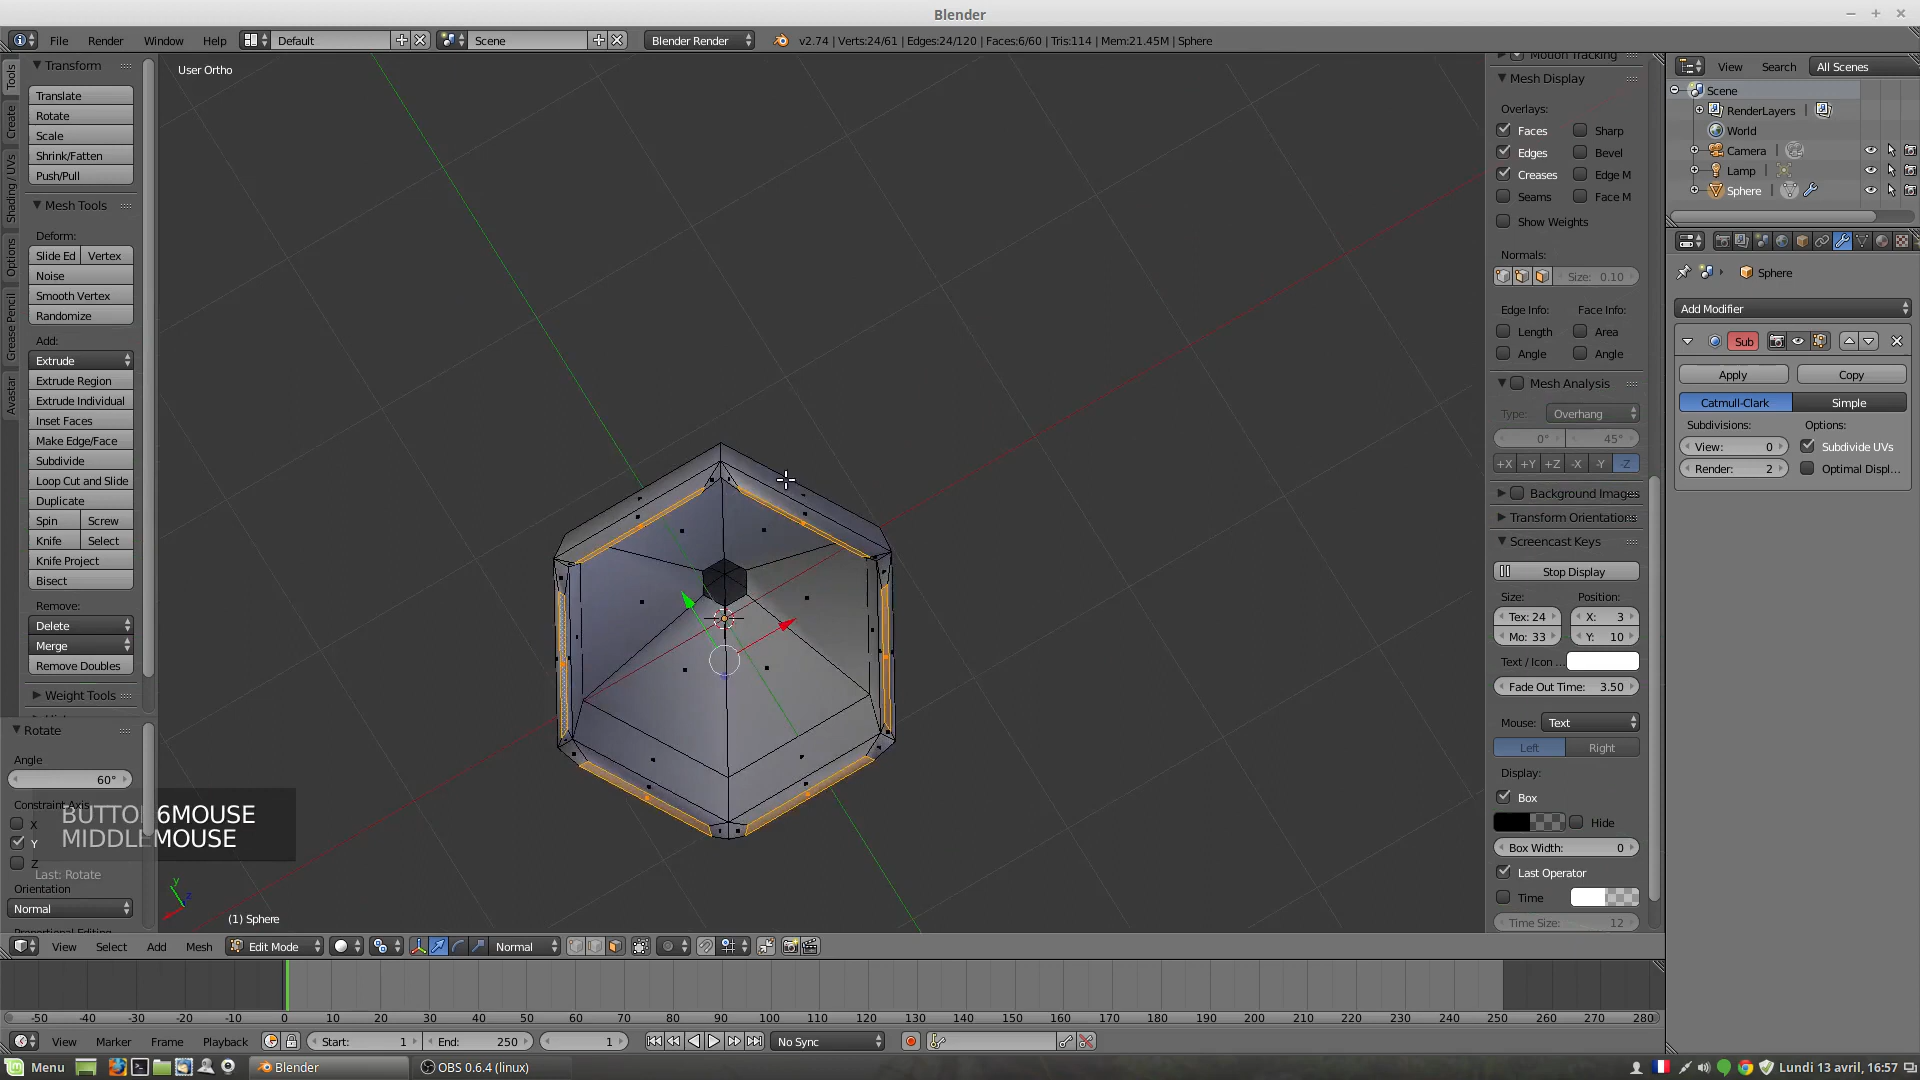 Blender
File Render Window Help Default Scene Blender Render v2.74 | Verts:24/61 | Edges:24/120 | Faces:6/60 | Tris:114 | Mem:21.45M | Sphere
Tools
Create
Shading / UVs
Options
Grease Pencil
Avastar
Transform
Translate
Rotate
Scale
Shrink/Fatten
Push/Pull
Mesh Tools
Deform:
Slide Ed Vertex
Noise
Smooth Vertex
Randomize
Add:
Extrude
Extrude Region
Extrude Individual
Inset Faces
Make Edge/Face
Subdivide
Loop Cut and Slide
Duplicate
Spin Screw
Knife Select
Knife Project
Bisect
Remove:
Delete
Merge
Remove Doubles
Weight Tools
Rotate
Angle
60°
Constraint Axis
X
Y
Z
Orientation
Normal
User Ortho
BUTTON6MOUSE
MIDDLEMOUSE
Last: Rotate
y
z
(1) Sphere
Motion Tracking
Mesh Display
Overlays:
Faces Sharp
Edges Bevel
Creases Edge M
Seams Face M
Show Weights
Normals:
Size: 0.10
Edge Info: Face Info:
Length Area
Angle Angle
Mesh Analysis
Type: Overhang
0° 45°
+X +Y +Z -X -Y -Z
Background Images
Transform Orientations
Screencast Keys
Stop Display
Size: Position:
Tex: 24 X: 3
Mo: 33 Y: 10
Text / Icon ...
Fade Out Time: 3.50
Mouse: Text
Left Right
Display:
Box
Hide
Box Width: 0
Last Operator
Time
Time Size: 12
View Search All Scenes
Scene
RenderLayers |
World
Camera |
Lamp |
Sphere |
Sphere
Add Modifier
Sub
Apply Copy
Catmull-Clark Simple
Subdivisions: Options:
View: 0 Subdivide UVs
Render: 2 Optimal Displ...
View Select Add Mesh Edit Mode Normal
-50 -40 -30 -20 -10 0 10 20 30 40 50 60 70 80 90 100 110 120 130 140 150 160 170 180 190 200 210 220 230 240 250 260 270 280
View Marker Frame Playback Start: 1 End: 250 1 No Sync
Menu Blender OBS 0.6.4 (linux) Lundi 13 avril, 16:57